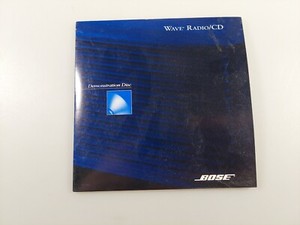 WAVE® RADIO/CD
Demonstration Disc
BOSE